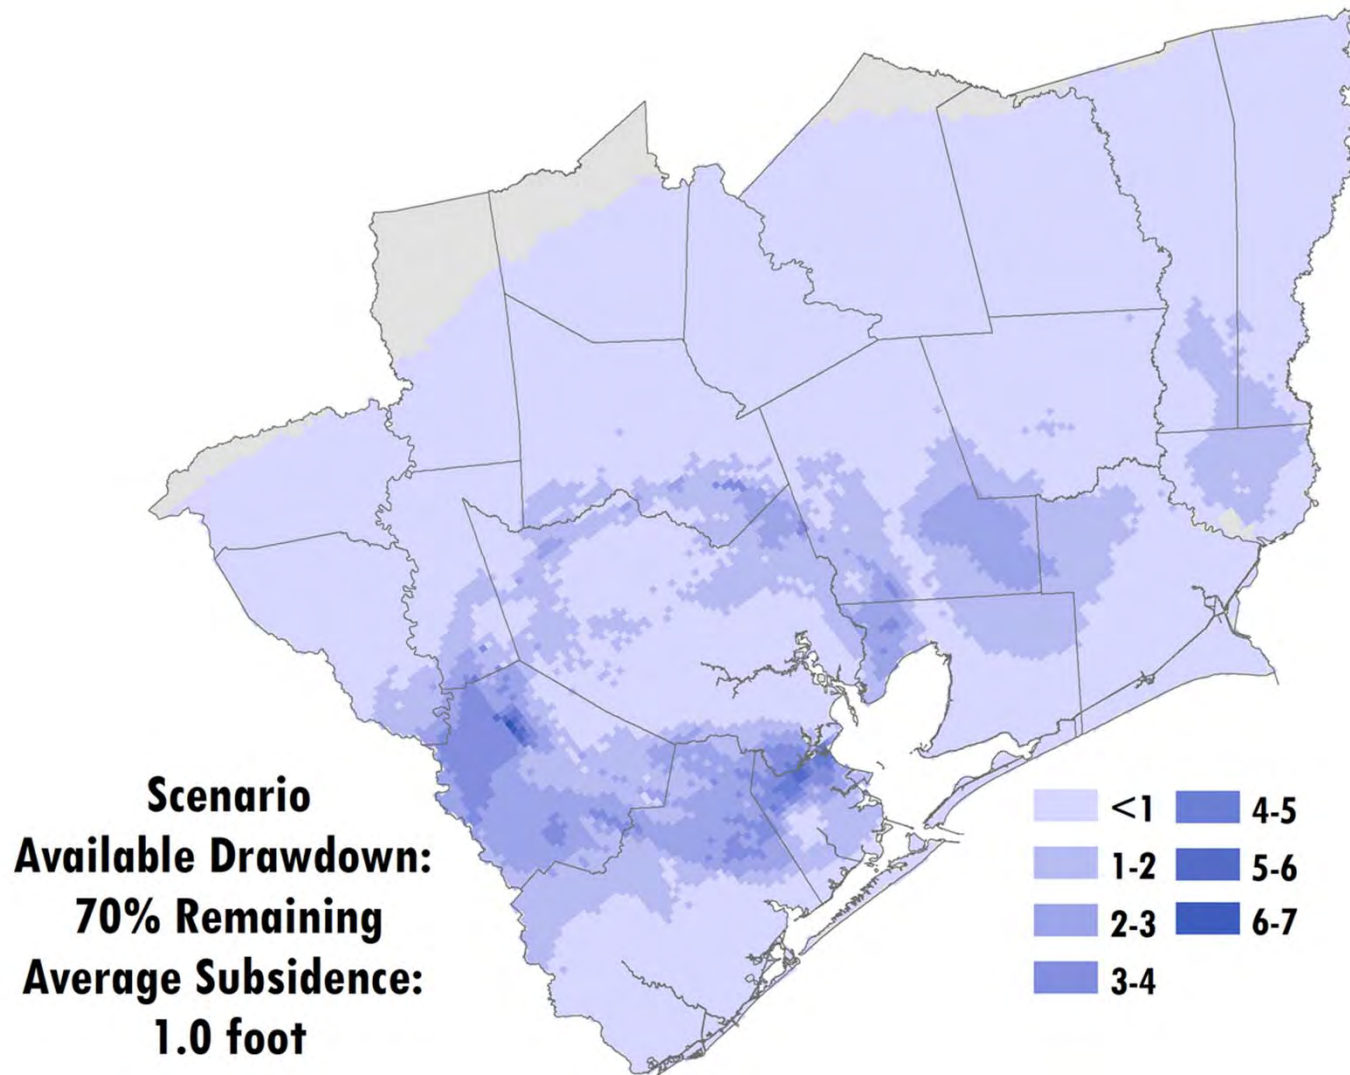 Scenario
Available Drawdown:
70% Remaining
Average Subsidence:
1.0 foot
<1
1-2
2-3
3-4
4-5
5-6
6-7